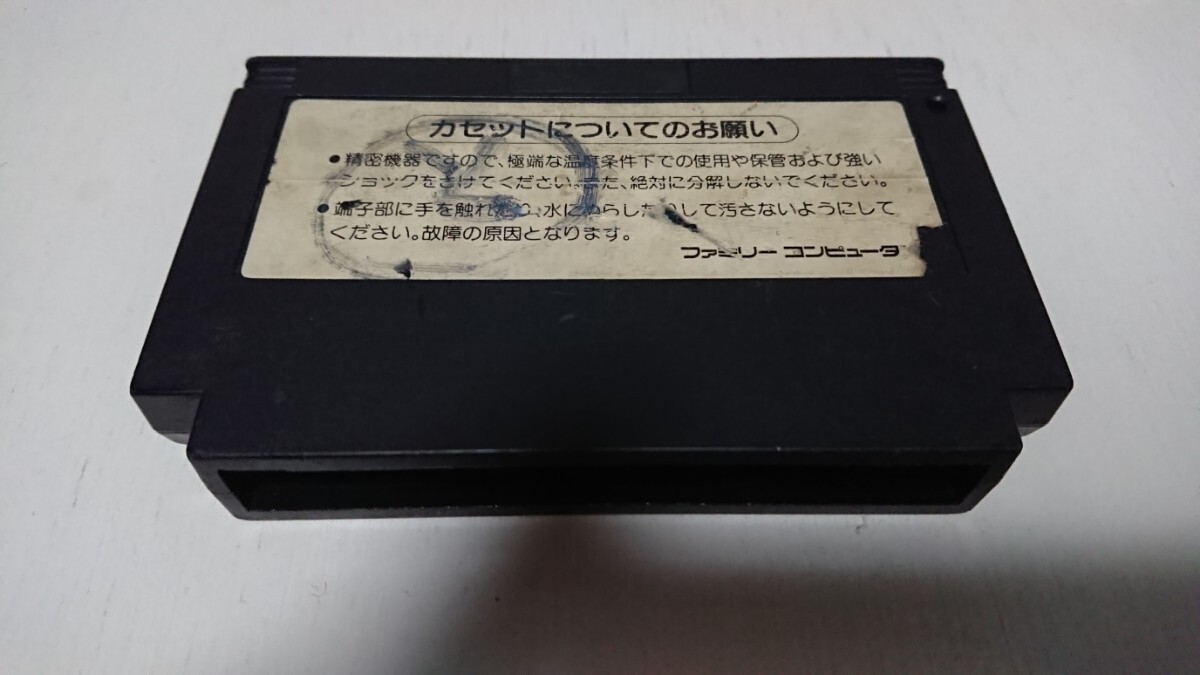 カセットについてのお願い
●精密機器ですので、極端な温度条件下での使用や保管および強い
ショックをさけてください。また、絶対に分解しないでください。
●端子部に手を触れたり、水にぬらしたりして汚さないようにして
ください。故障の原因となります。
ファミリー コンピュータ